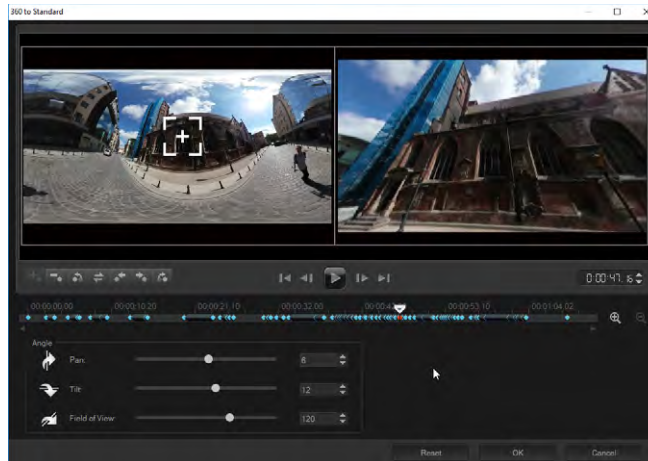 360 to Standard
0:00:47. 15
00:00:00.00 00:00:10.20 00:00:21.10 00:00:32.00 00:00:53.10 00:01:04.02
Angle
Pan: 6
Tilt: 12
Field of View: 120
Reset OK Cancel